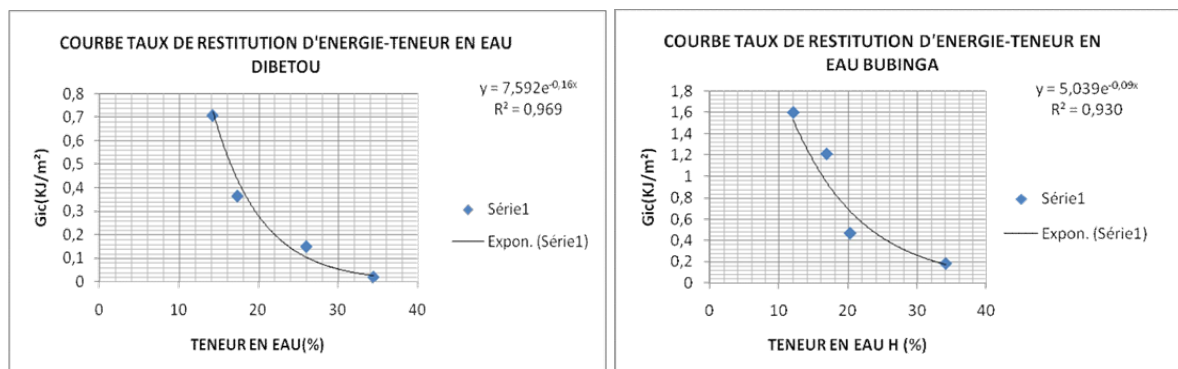 COURBE TAUX DE RESTITUTION D'ENERGIE-TENEUR EN EAU
DIBETOU
y = 7,592e-0,16x
R² = 0,969
0,8
0,7
0,6
0,5
0,4
0,3
0,2
0,1
0
Gic(KJ/m²)
0 10 20 30 40
TENEUR EN EAU(%)
Série1
Expon. (Série1)
COURBE TAUX DE RESTITUTION D'ENERGIE-TENEUR EN
EAU BUBINGA
y = 5,039e-0,09x
R² = 0,930
1,8
1,6
1,4
1,2
1
0,8
0,6
0,4
0,2
0
Gic(KJ/m²)
0 10 20 30 40
TENEUR EN EAU H (%)
Série1
Expon. (Série1)